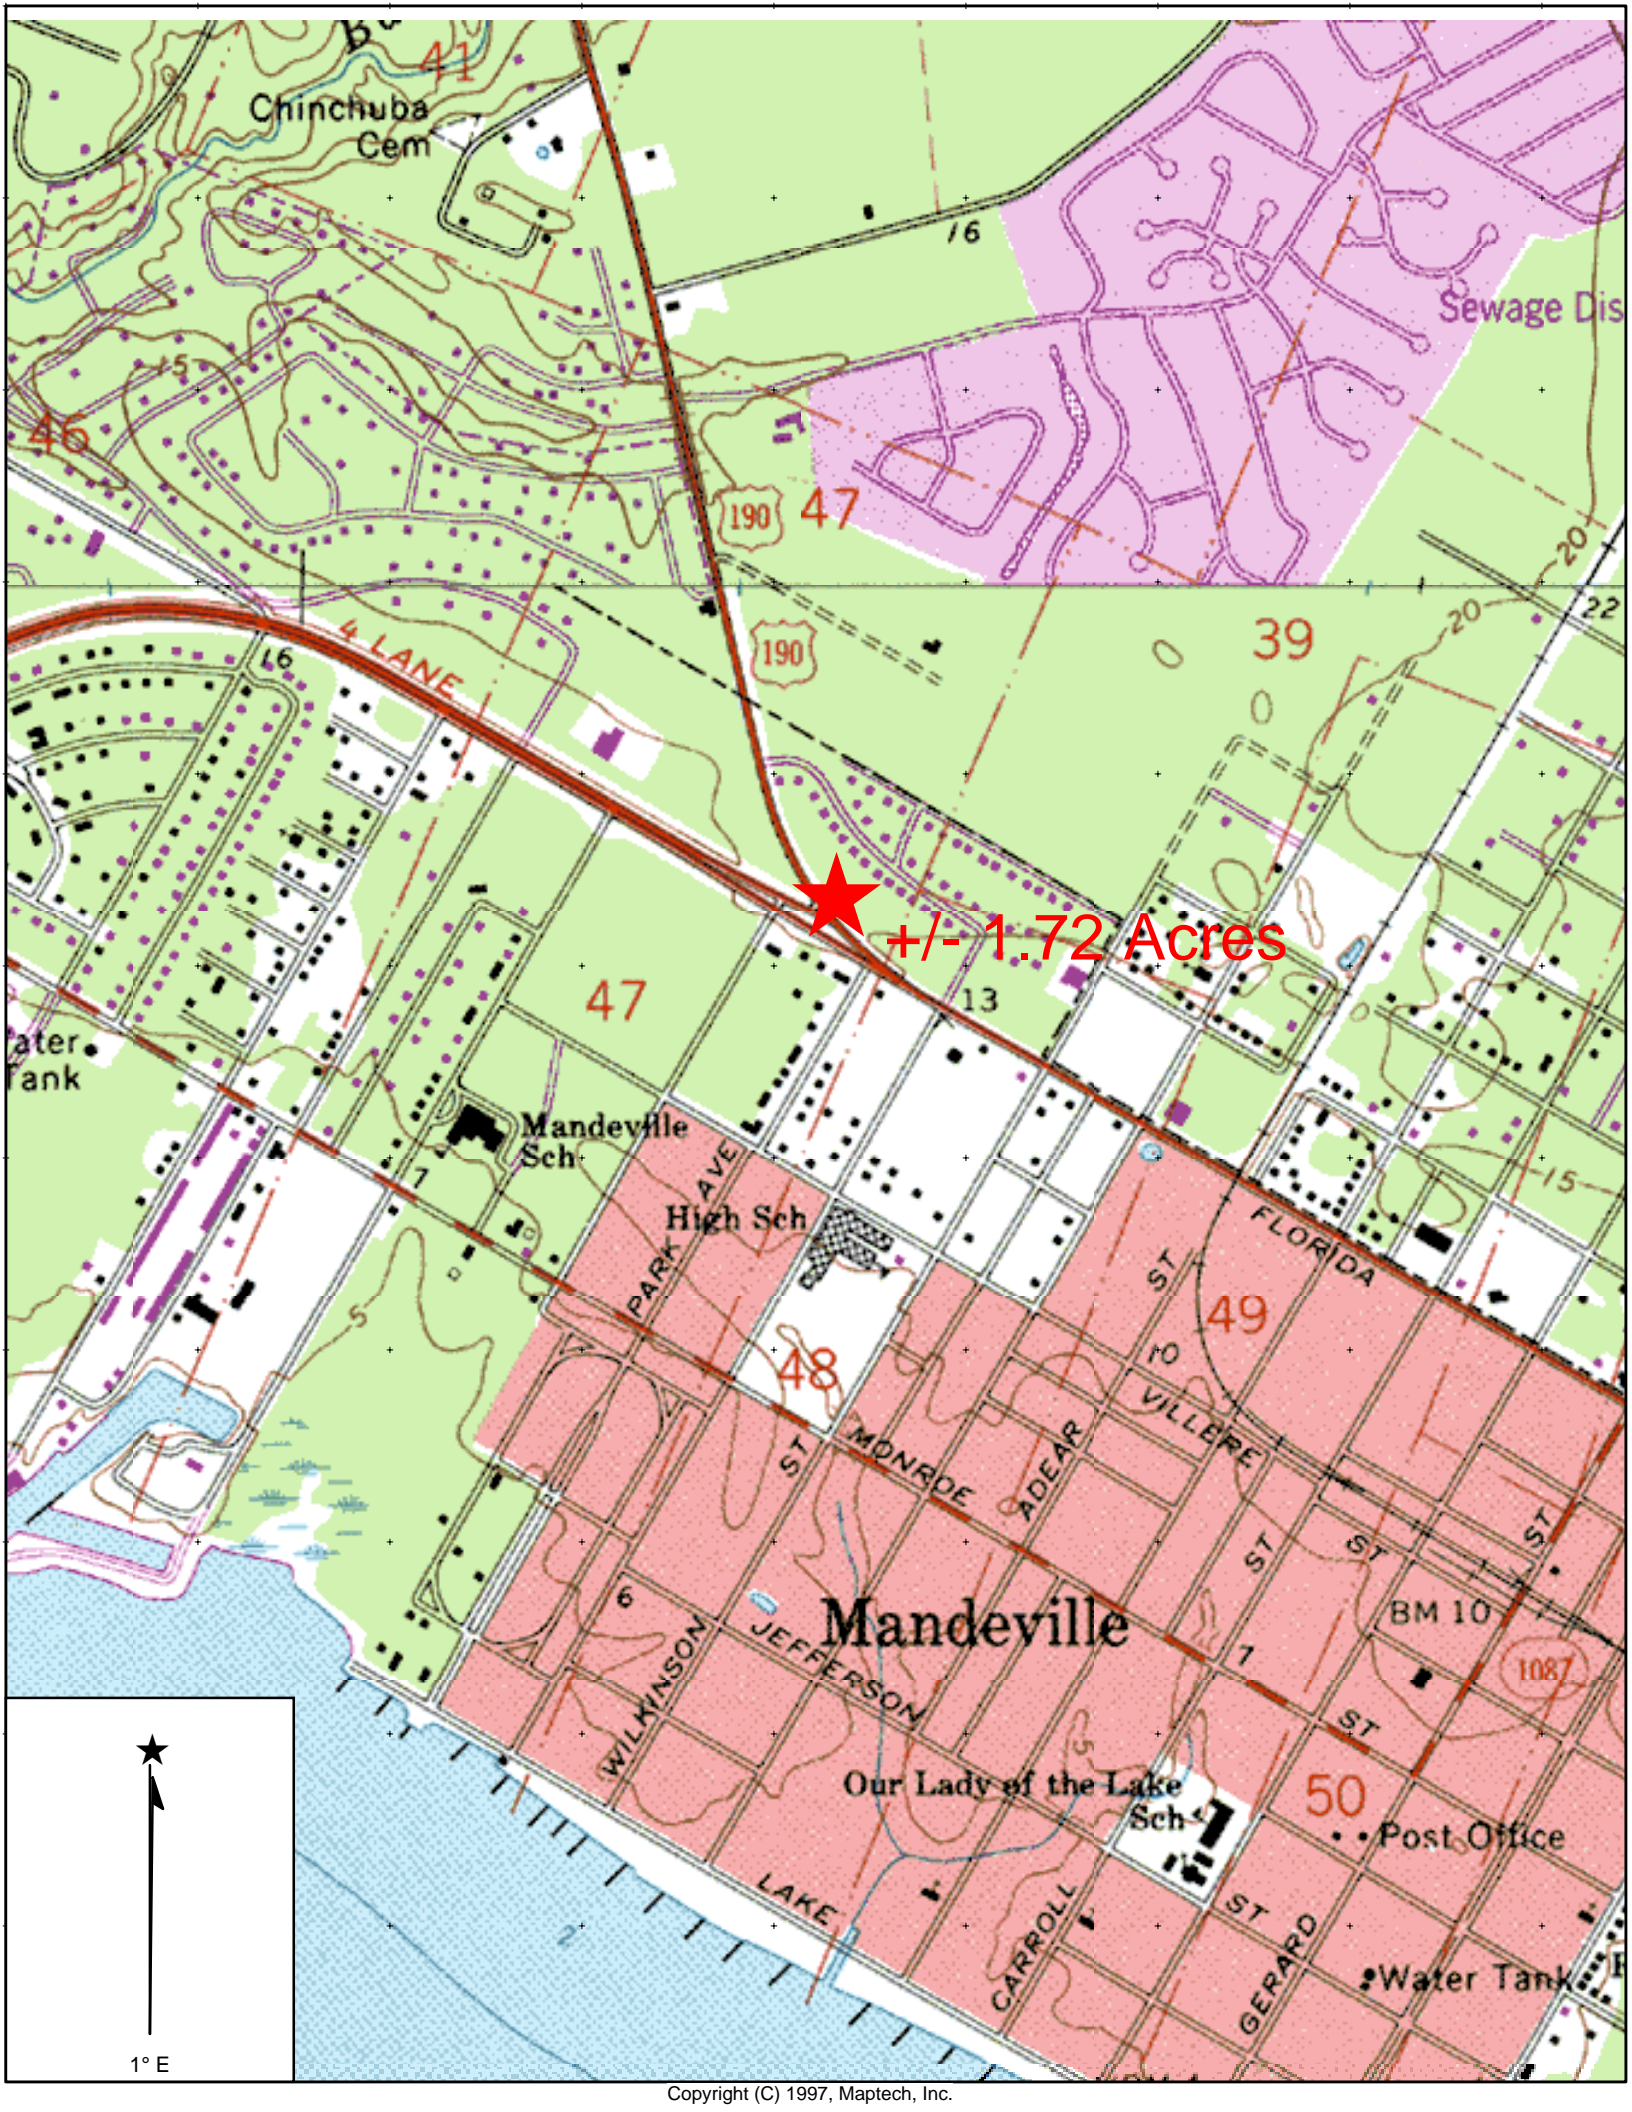 41
Chinchuba
Cem
16
Sewage Dis
15
46
190
47
20
22
190
39
20
4 LANE
16
+/- 1.72 Acres
47
13
ater
Tank
Mandeville
Sch
7
PARK AVE
High Sch
15
FLORIDA
ST
49
5
10
48
VILLERE
MONROE
ADEAR
ST
ST
ST
ST
6
Mandeville
BM 10
JEFFERSON
WILKINSON
7
1087
ST
5
Our Lady of the Lake
Sch
50
Post Office
LAKE
ST
2
CARROLL
GERARD
Water Tank
1° E
Copyright (C) 1997, Maptech, Inc.